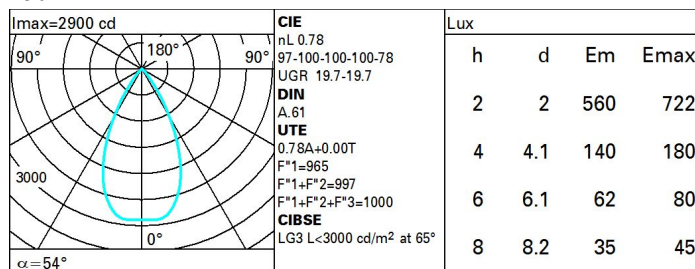 Imax=2900 cd
90°
180°
90°
3000
0°
α=54°
CIE
nL 0.78
97-100-100-100-78
UGR 19.7-19.7
DIN
A.61
UTE
0.78A+0.00T
F"1=965
F"1+F"2=997
F"1+F"2+F"3=1000
CIBSE
LG3 L<3000 cd/m² at 65°
Lux
h d Em Emax
2 2 560 722
4 4.1 140 180
6 6.1 62 80
8 8.2 35 45